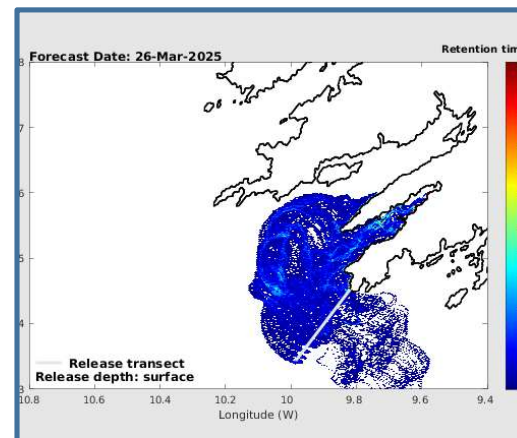 Forecast Date: 26-Mar-2025
Retention tim
8
7
6
5
4
3
Release transect
Release depth: surface
10.8 10.6 10.4 10.2 10 9.8 9.6 9.4
Longitude (W)